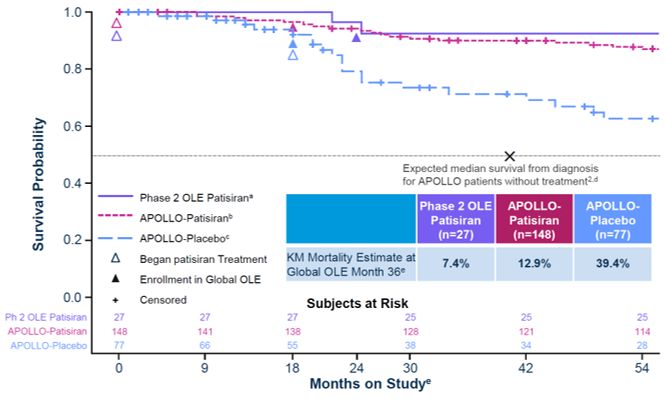 1.0
0.8
0.6
0.4
0.2
0.0
Survival Probability
Expected median survival from diagnosis
for APOLLO patients without treatment2,d
Phase 2 OLE Patisirana
APOLLO-Patisiranb
APOLLO-Placeboc
Began patisiran Treatment
Enrollment in Global OLE
Censored
Phase 2 OLE
Patisiran
(n=27)
APOLLO-
Patisiran
(n=148)
APOLLO-
Placebo
(n=77)
KM Mortality Estimate at
Global OLE Month 36e
7.4%
12.9%
39.4%
Subjects at Risk
Ph 2 OLE Patisiran 27 27 27 25 25 25
APOLLO-Patisiran 148 141 138 128 121 114
APOLLO-Placebo 77 66 55 38 34 28
0 9 18 24 30 42 54
Months on Studye